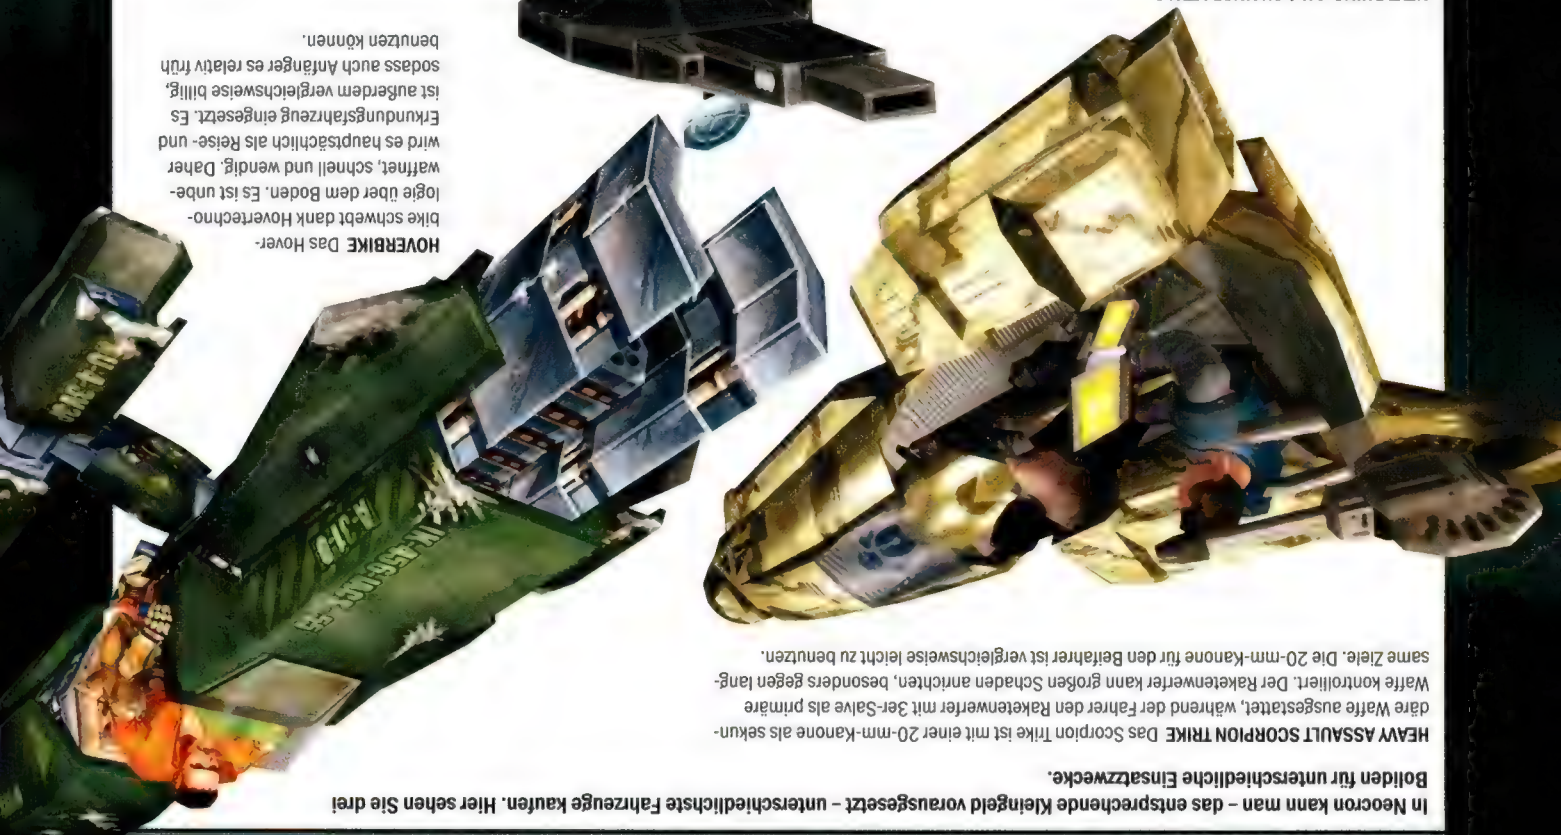 In Neocron kann man – das entsprechende Kleingeld vorausgesetzt – unterschiedlichste Fahrzeuge kaufen. Hier sehen Sie drei
Boliden für unterschiedliche Einsatzzwecke.
HEAVY ASSAULT SCORPION TRIKE Das Scorpion Trike ist mit einer 20-mm-Kanone als sekun-
däre Waffe ausgestattet, während der Fahrer den Raketenwerfer mit 3er-Salve als primäre
Waffe kontrolliert. Der Raketenwerfer kann großen Schaden anrichten, besonders gegen lang-
same Ziele. Die 20-mm-Kanone für den Beifahrer ist vergleichsweise leicht zu benutzen.
HOVERBIKE Das Hover-
bike schwebt dank Hovertechno-
logie über dem Boden. Es ist unbe-
waffnet, schnell und wendig. Daher
wird es hauptsächlich als Reise- und
Erkundungsfahrzeug eingesetzt. Es
ist außerdem vergleichsweise billig,
sodass auch Anfänger es relativ früh
benutzen können.